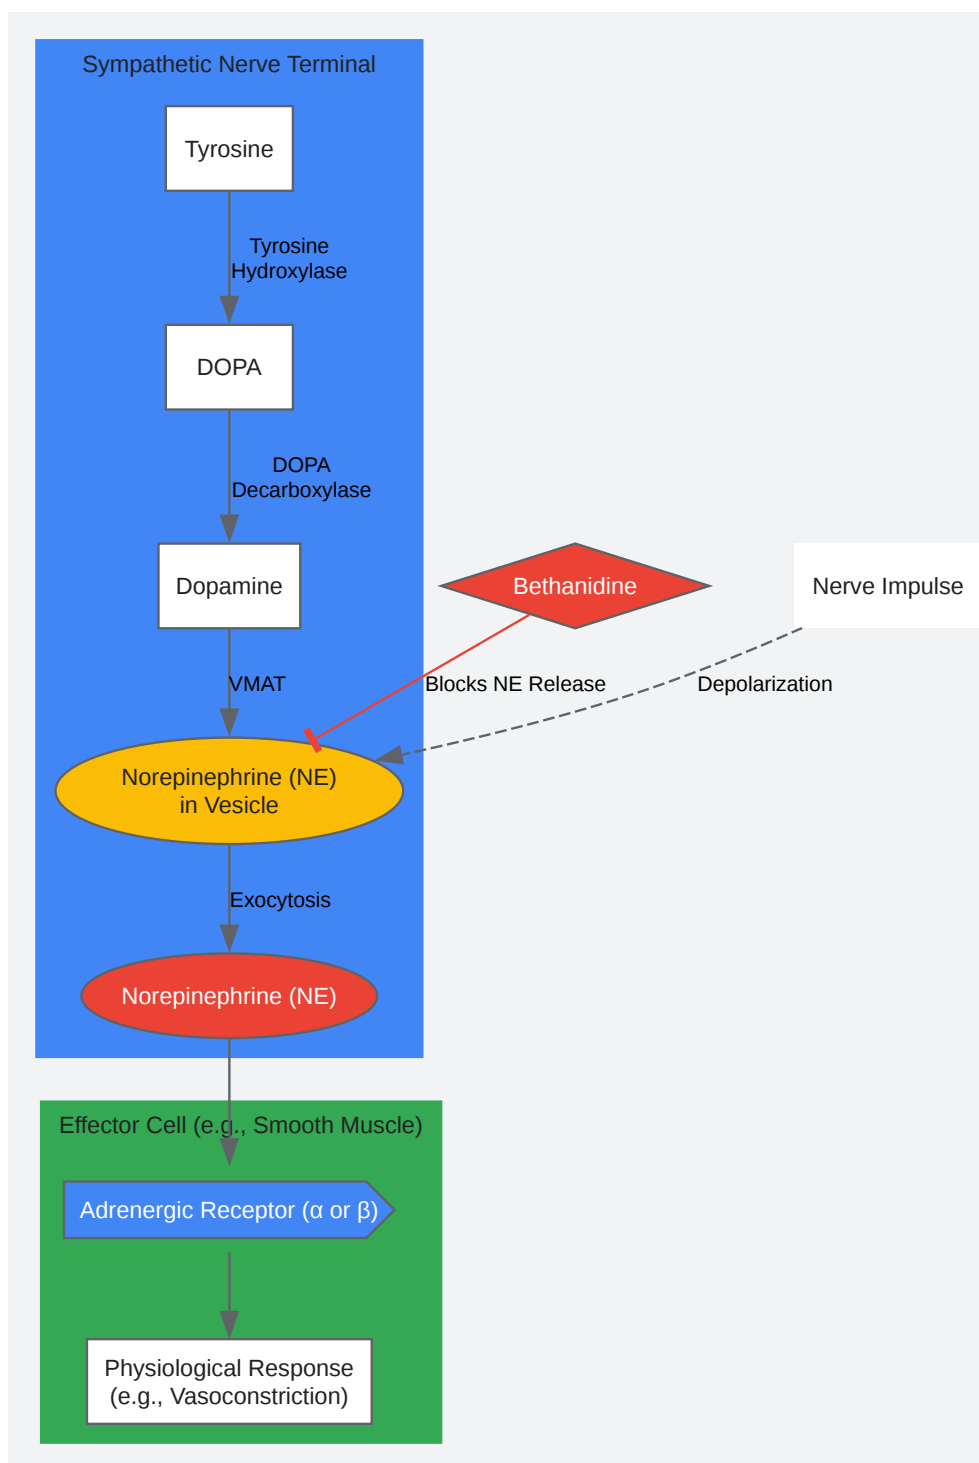 Sympathetic Nerve Terminal
Tyrosine
Tyrosine
Hydroxylase
DOPA
DOPA
Decarboxylase
Dopamine
Bethanidine
Nerve Impulse
VMAT
Blocks NE Release
Depolarization
Norepinephrine (NE)
in Vesicle
Exocytosis
Norepinephrine (NE)
Effector Cell (e.g., Smooth Muscle)
Adrenergic Receptor (α or β)
Physiological Response
(e.g., Vasoconstriction)